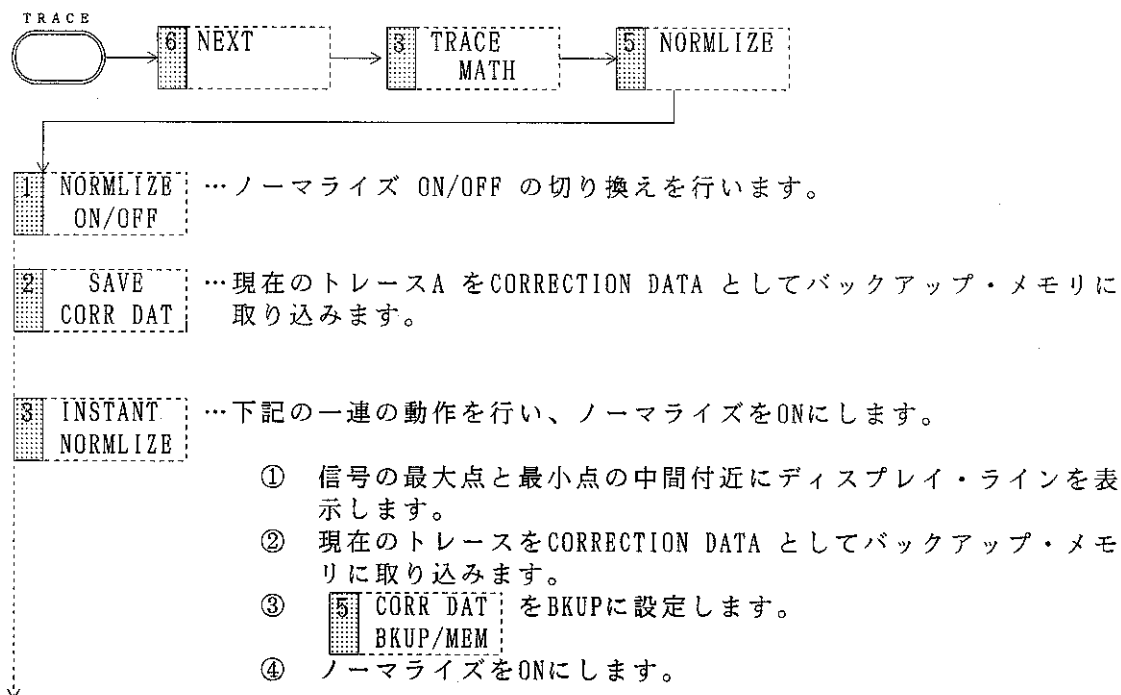 TRACE
6 NEXT 3 TRACE MATH 5 NORMLIZE
1 NORMLIZE ON/OFF …ノーマライズ ON/OFF の切り換えを行います。
2 SAVE CORR DAT …現在のトレースA をCORRECTION DATA としてバックアップ・メモリに
取り込みます。
3 INSTANT NORMLIZE …下記の一連の動作を行い、ノーマライズをONにします。
① 信号の最大点と最小点の中間付近にディスプレイ・ラインを表
示します。
② 現在のトレースをCORRECTION DATA としてバックアップ・メモ
リに取り込みます。
③ 5 CORR DAT BKUP/MEM をBKUPに設定します。
④ ノーマライズをONにします。